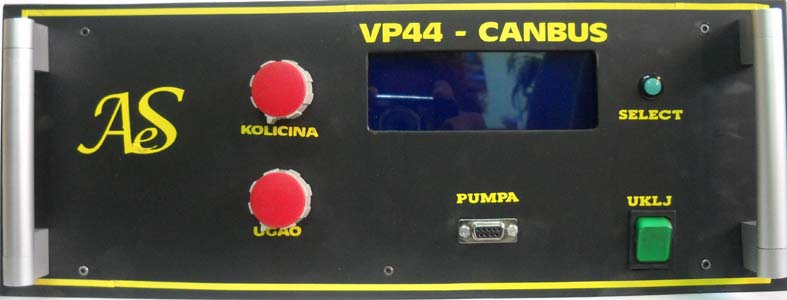 VP44 - CANBUS
AeS
KOLICINA
SELECT
UGAO
PUMPA
UKLJ